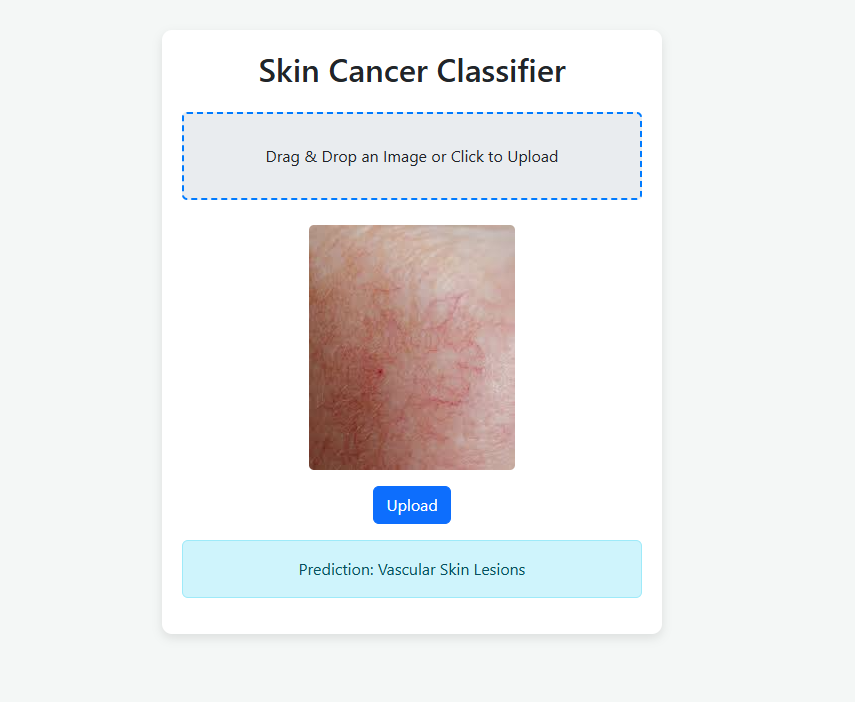 Skin Cancer Classifier
Drag & Drop an Image or Click to Upload
Upload
Prediction: Vascular Skin Lesions